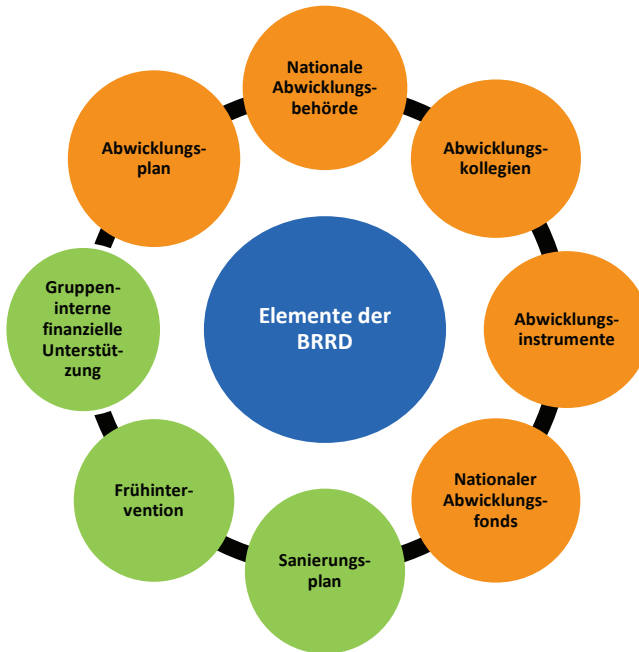 Nationale
Abwicklungs-
behörde
Abwicklungs-
kollegien
Abwicklungs-
instrumente
Nationaler
Abwicklungs-
fonds
Sanierungs-
plan
Frühinter-
vention
Gruppen-
interne
finanzielle
Unterstüt-
zung
Abwicklungs-
plan
Elemente der
BRRD